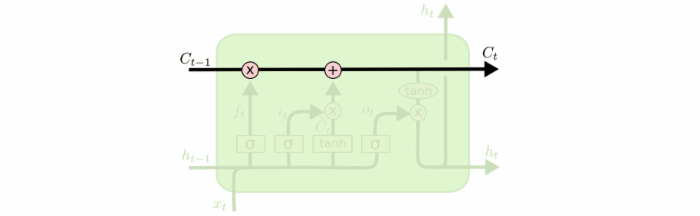 h_t
C_{t-1} x + C_t
tanh
f_t i_t x o_t x
C̃_t
σ σ tanh σ
h_{t-1} h_t
x_t